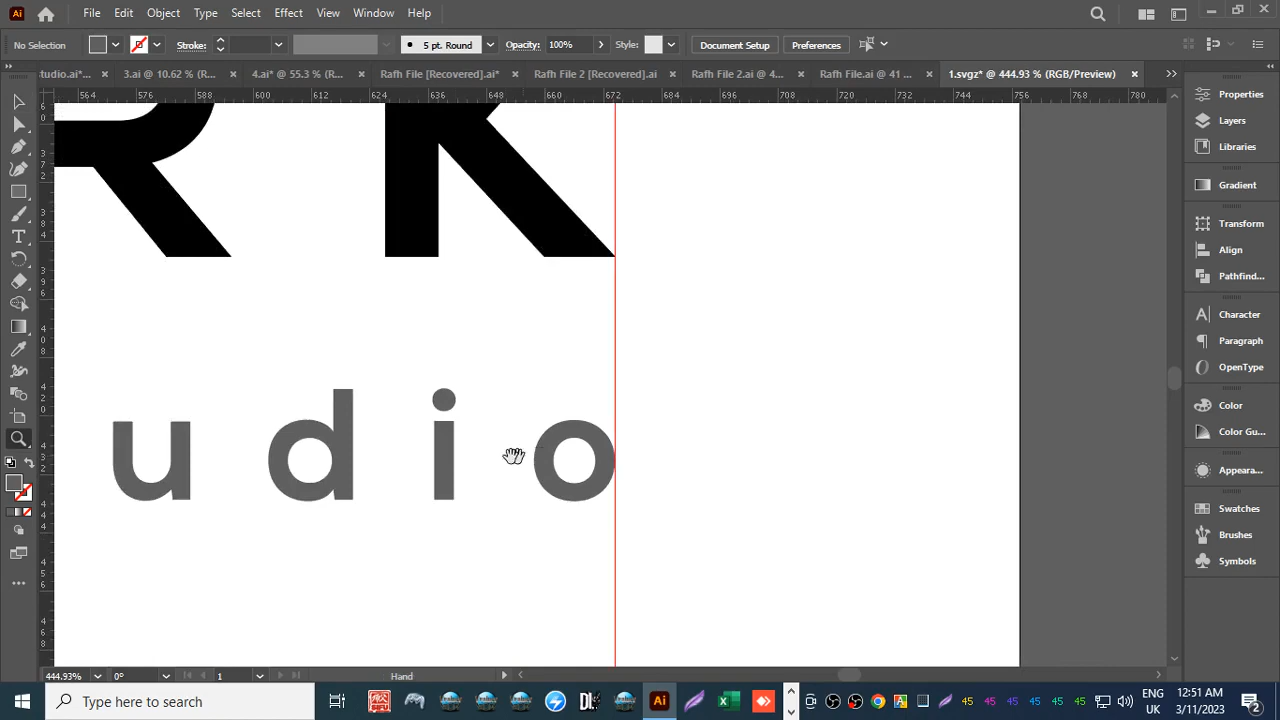 File Edit Object Type Select Effect View Window Help
No Selection Stroke: 5 pt. Round Opacity: 100% Style: Document Setup Preferences
studio.ai* 3.ai @ 10.62 % (R... 4.ai* @ 55.3 % (RG... Rafh File [Recovered].ai* Rafh File 2 [Recovered].ai Rafh File 2.ai @ 4... Rafh File.ai @ 41 ... 1.svgz* @ 444.93 % (RGB/Preview)
564 576 588 600 612 624 636 648 660 672 684 696 708 720 732 744 756 768 780
R K
u d i o
Properties
Layers
Libraries
Gradient
Transform
Align
Pathfind...
Character
Paragraph
OpenType
Color
Color Gu...
Appeara...
Swatches
Brushes
Symbols
444.93% 0° 1 Hand
Type here to search
ENG
UK
12:51 AM
3/11/2023